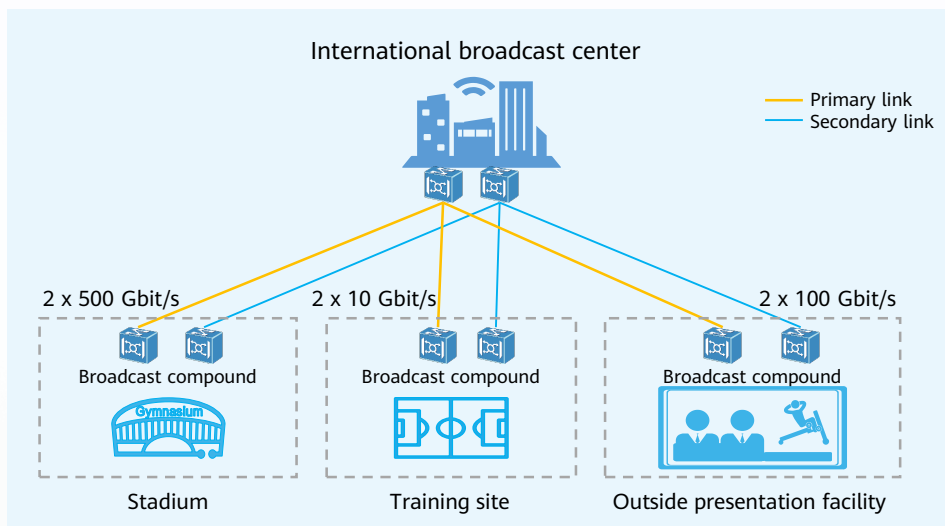 International broadcast center
Primary link
Secondary link
2 x 500 Gbit/s
2 x 10 Gbit/s
2 x 100 Gbit/s
Broadcast compound
Broadcast compound
Broadcast compound
Gymnasium
Stadium
Training site
Outside presentation facility